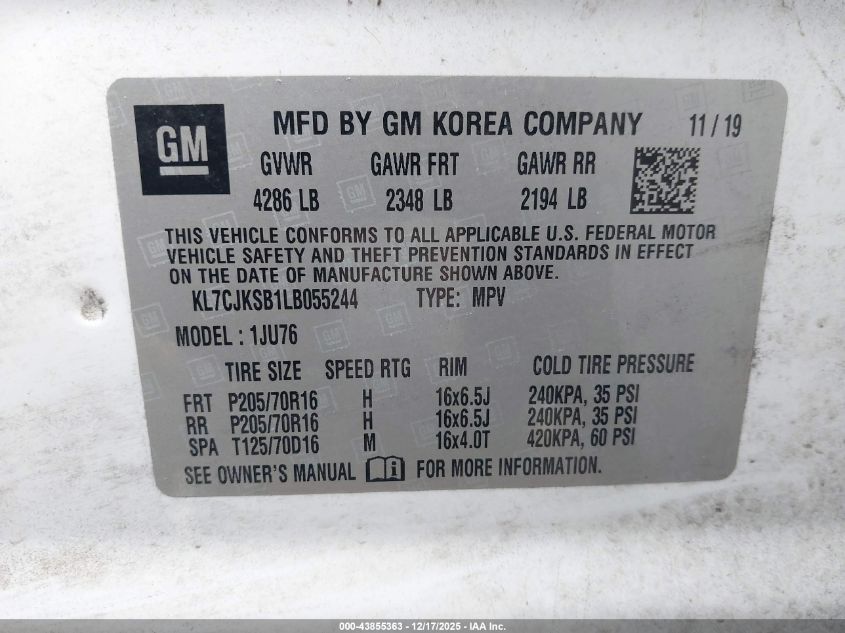 GM
MFD BY GM KOREA COMPANY 11 / 19
GVWR GAWR FRT GAWR RR
4286 LB 2348 LB 2194 LB
THIS VEHICLE CONFORMS TO ALL APPLICABLE U.S. FEDERAL MOTOR
VEHICLE SAFETY AND THEFT PREVENTION STANDARDS IN EFFECT
ON THE DATE OF MANUFACTURE SHOWN ABOVE.
KL7CJKSB1LB055244 TYPE: MPV
MODEL : 1JU76
TIRE SIZE SPEED RTG RIM COLD TIRE PRESSURE
FRT P205/70R16 H 16x6.5J 240KPA, 35 PSI
RR P205/70R16 H 16x6.5J 240KPA, 35 PSI
SPA T125/70D16 M 16x4.0T 420KPA, 60 PSI
SEE OWNER'S MANUAL FOR MORE INFORMATION.
000-43855363 - 12/17/2025 - IAA Inc.